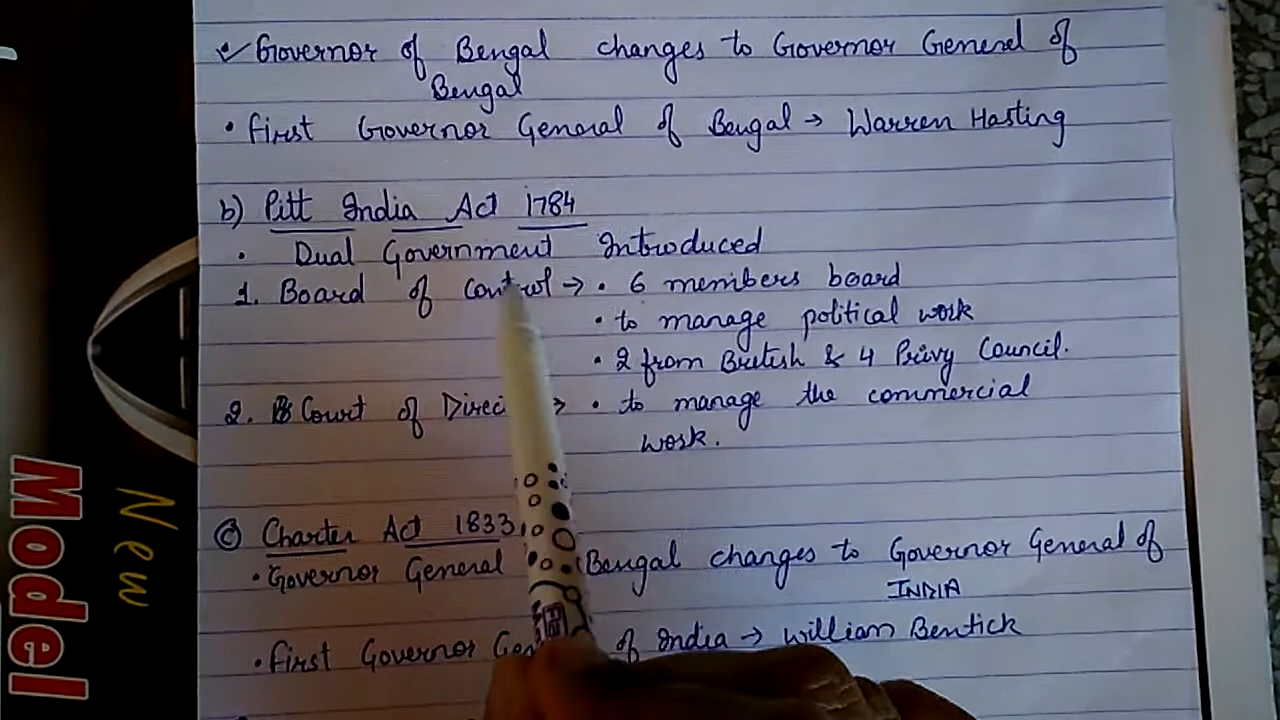 ✓ Governor of Bengal changes to Governor General of
Bengal
• First Governor General of Bengal → Warren Hasting
b) Pitt India Act 1784
• Dual Government Introduced
1. Board of Control → • 6 members board
• to manage political work
• 2 from British & 4 Privy Council.
2. Court of Direc → • to manage the commercial
work.
c) Charter Act 1833
• Governor General Bengal changes to Governor General of
INDIA
• First Governor Gen of India → William Bentick
New
Model